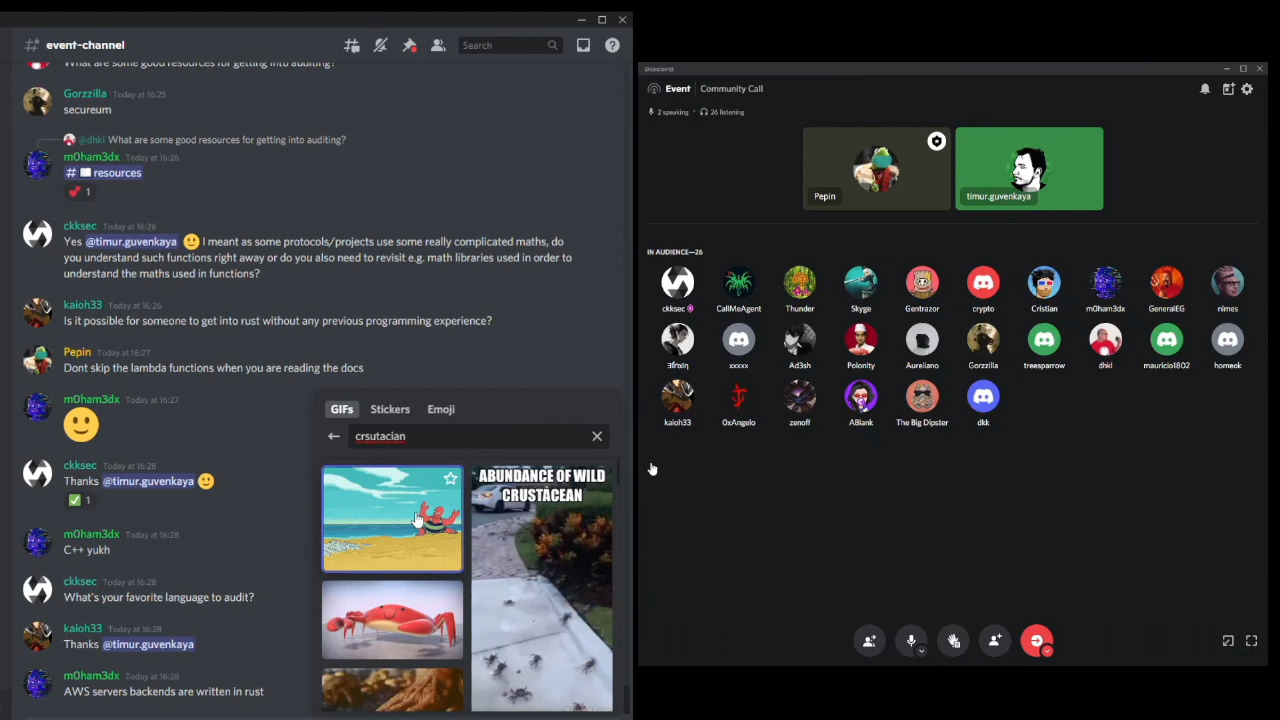 event-channel
Search
What are some good resources for getting into auditing?
Gorzzilla Today at 16:25
secureum
@dhkl What are some good resources for getting into auditing?
m0ham3dx Today at 16:26
# 📖 resources
💕 1
ckksec Today at 16:26
Yes @timur.guvenkaya 🙂 I meant as some protocols/projects use some really complicated maths, do
you understand such functions right away or do you also need to revisit e.g. math libraries used in order to
understand the maths used in functions?
kaioh33 Today at 16:26
Is it possible for someone to get into rust without any previous programming experience?
Pepin Today at 16:27
Dont skip the lambda functions when you are reading the docs
m0ham3dx Today at 16:27
🙂
ckksec Today at 16:28
Thanks @timur.guvenkaya 🙂
✅ 1
m0ham3dx Today at 16:28
C++ yukh
ckksec Today at 16:28
What's your favorite language to audit?
kaioh33 Today at 16:28
Thanks @timur.guvenkaya
m0ham3dx Today at 16:28
AWS servers backends are written in rust
GIFs Stickers Emoji
crsutacian
ABUNDANCE OF WILD
CRUSTACEAN
Discord
Event Community Call
2 speaking • 26 listening
Pepin
timur.guvenkaya
IN AUDIENCE—26
ckksec CallMeAgent Thunder Skyge Gentrazor crypto Cristian m0ham3dx GeneralEG nimes
xxxxx Ad3sh Polonity Aureliano Gorzzilla treesparrow dhkl mauricio1802 homeok
kaioh33 0xAngelo zenoff ABlank The Big Dipster dkk